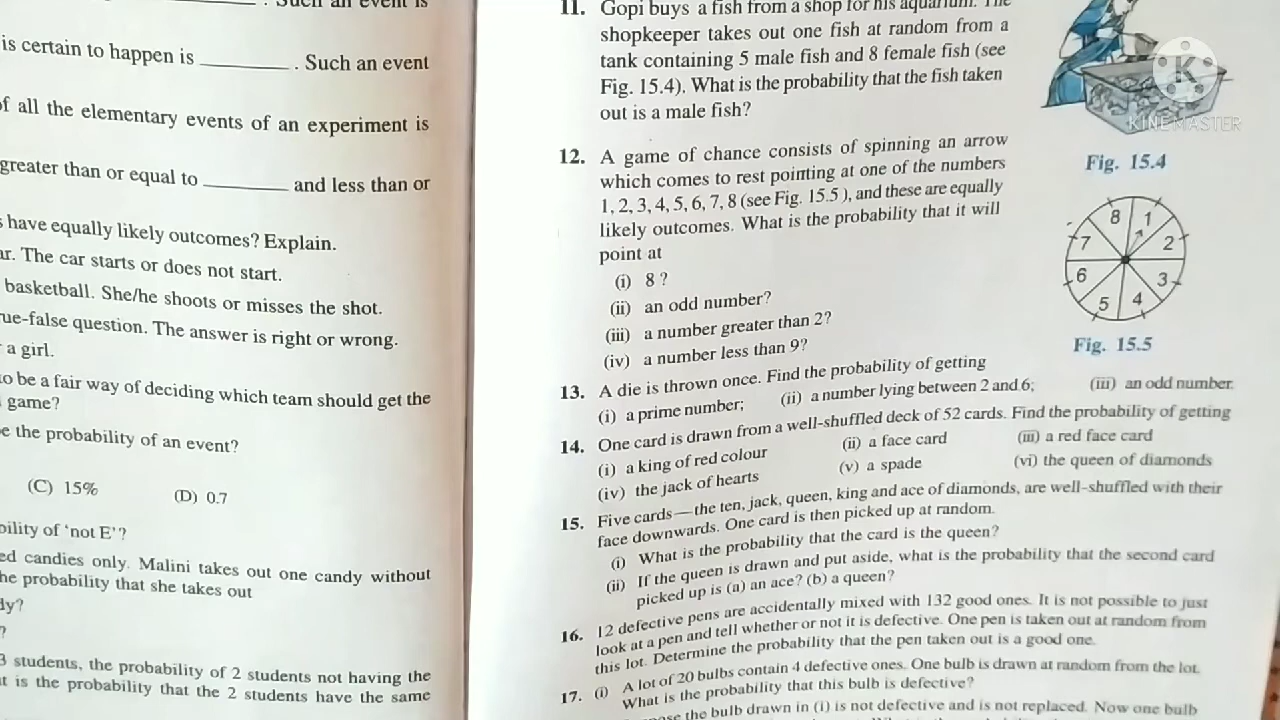 . Such an event is
is certain to happen is ________ . Such an event
of all the elementary events of an experiment is
greater than or equal to ________ and less than or
have equally likely outcomes? Explain.
The car starts or does not start.
basketball. She/he shoots or misses the shot.
true-false question. The answer is right or wrong.
a girl.
to be a fair way of deciding which team should get the
game?
the probability of an event?
(C) 15% (D) 0.7
of ‘not E’?
candies only. Malini takes out one candy without
the probability that she takes out
?
3 students, the probability of 2 students not having the
is the probability that the 2 students have the same
11. Gopi buys a fish from a shop for his aquarium. The
shopkeeper takes out one fish at random from a
tank containing 5 male fish and 8 female fish (see
Fig. 15.4). What is the probability that the fish taken
out is a male fish?
K
KINEMASTER
Fig. 15.4
12. A game of chance consists of spinning an arrow
which comes to rest pointing at one of the numbers
1, 2, 3, 4, 5, 6, 7, 8 (see Fig. 15.5 ), and these are equally
likely outcomes. What is the probability that it will
point at
(i) 8 ?
(ii) an odd number?
(iii) a number greater than 2?
(iv) a number less than 9?
8 1
7 2
6 3
5 4
Fig. 15.5
13. A die is thrown once. Find the probability of getting
(i) a prime number; (ii) a number lying between 2 and 6; (iii) an odd number.
14. One card is drawn from a well-shuffled deck of 52 cards. Find the probability of getting
(i) a king of red colour (ii) a face card (iii) a red face card
(iv) the jack of hearts (v) a spade (vi) the queen of diamonds
15. Five cards—the ten, jack, queen, king and ace of diamonds, are well-shuffled with their
face downwards. One card is then picked up at random.
(i) What is the probability that the card is the queen?
(ii) If the queen is drawn and put aside, what is the probability that the second card
picked up is (a) an ace? (b) a queen?
16. 12 defective pens are accidentally mixed with 132 good ones. It is not possible to just
look at a pen and tell whether or not it is defective. One pen is taken out at random from
this lot. Determine the probability that the pen taken out is a good one.
17. (i) A lot of 20 bulbs contain 4 defective ones. One bulb is drawn at random from the lot.
What is the probability that this bulb is defective?
the bulb drawn in (i) is not defective and is not replaced. Now one bulb